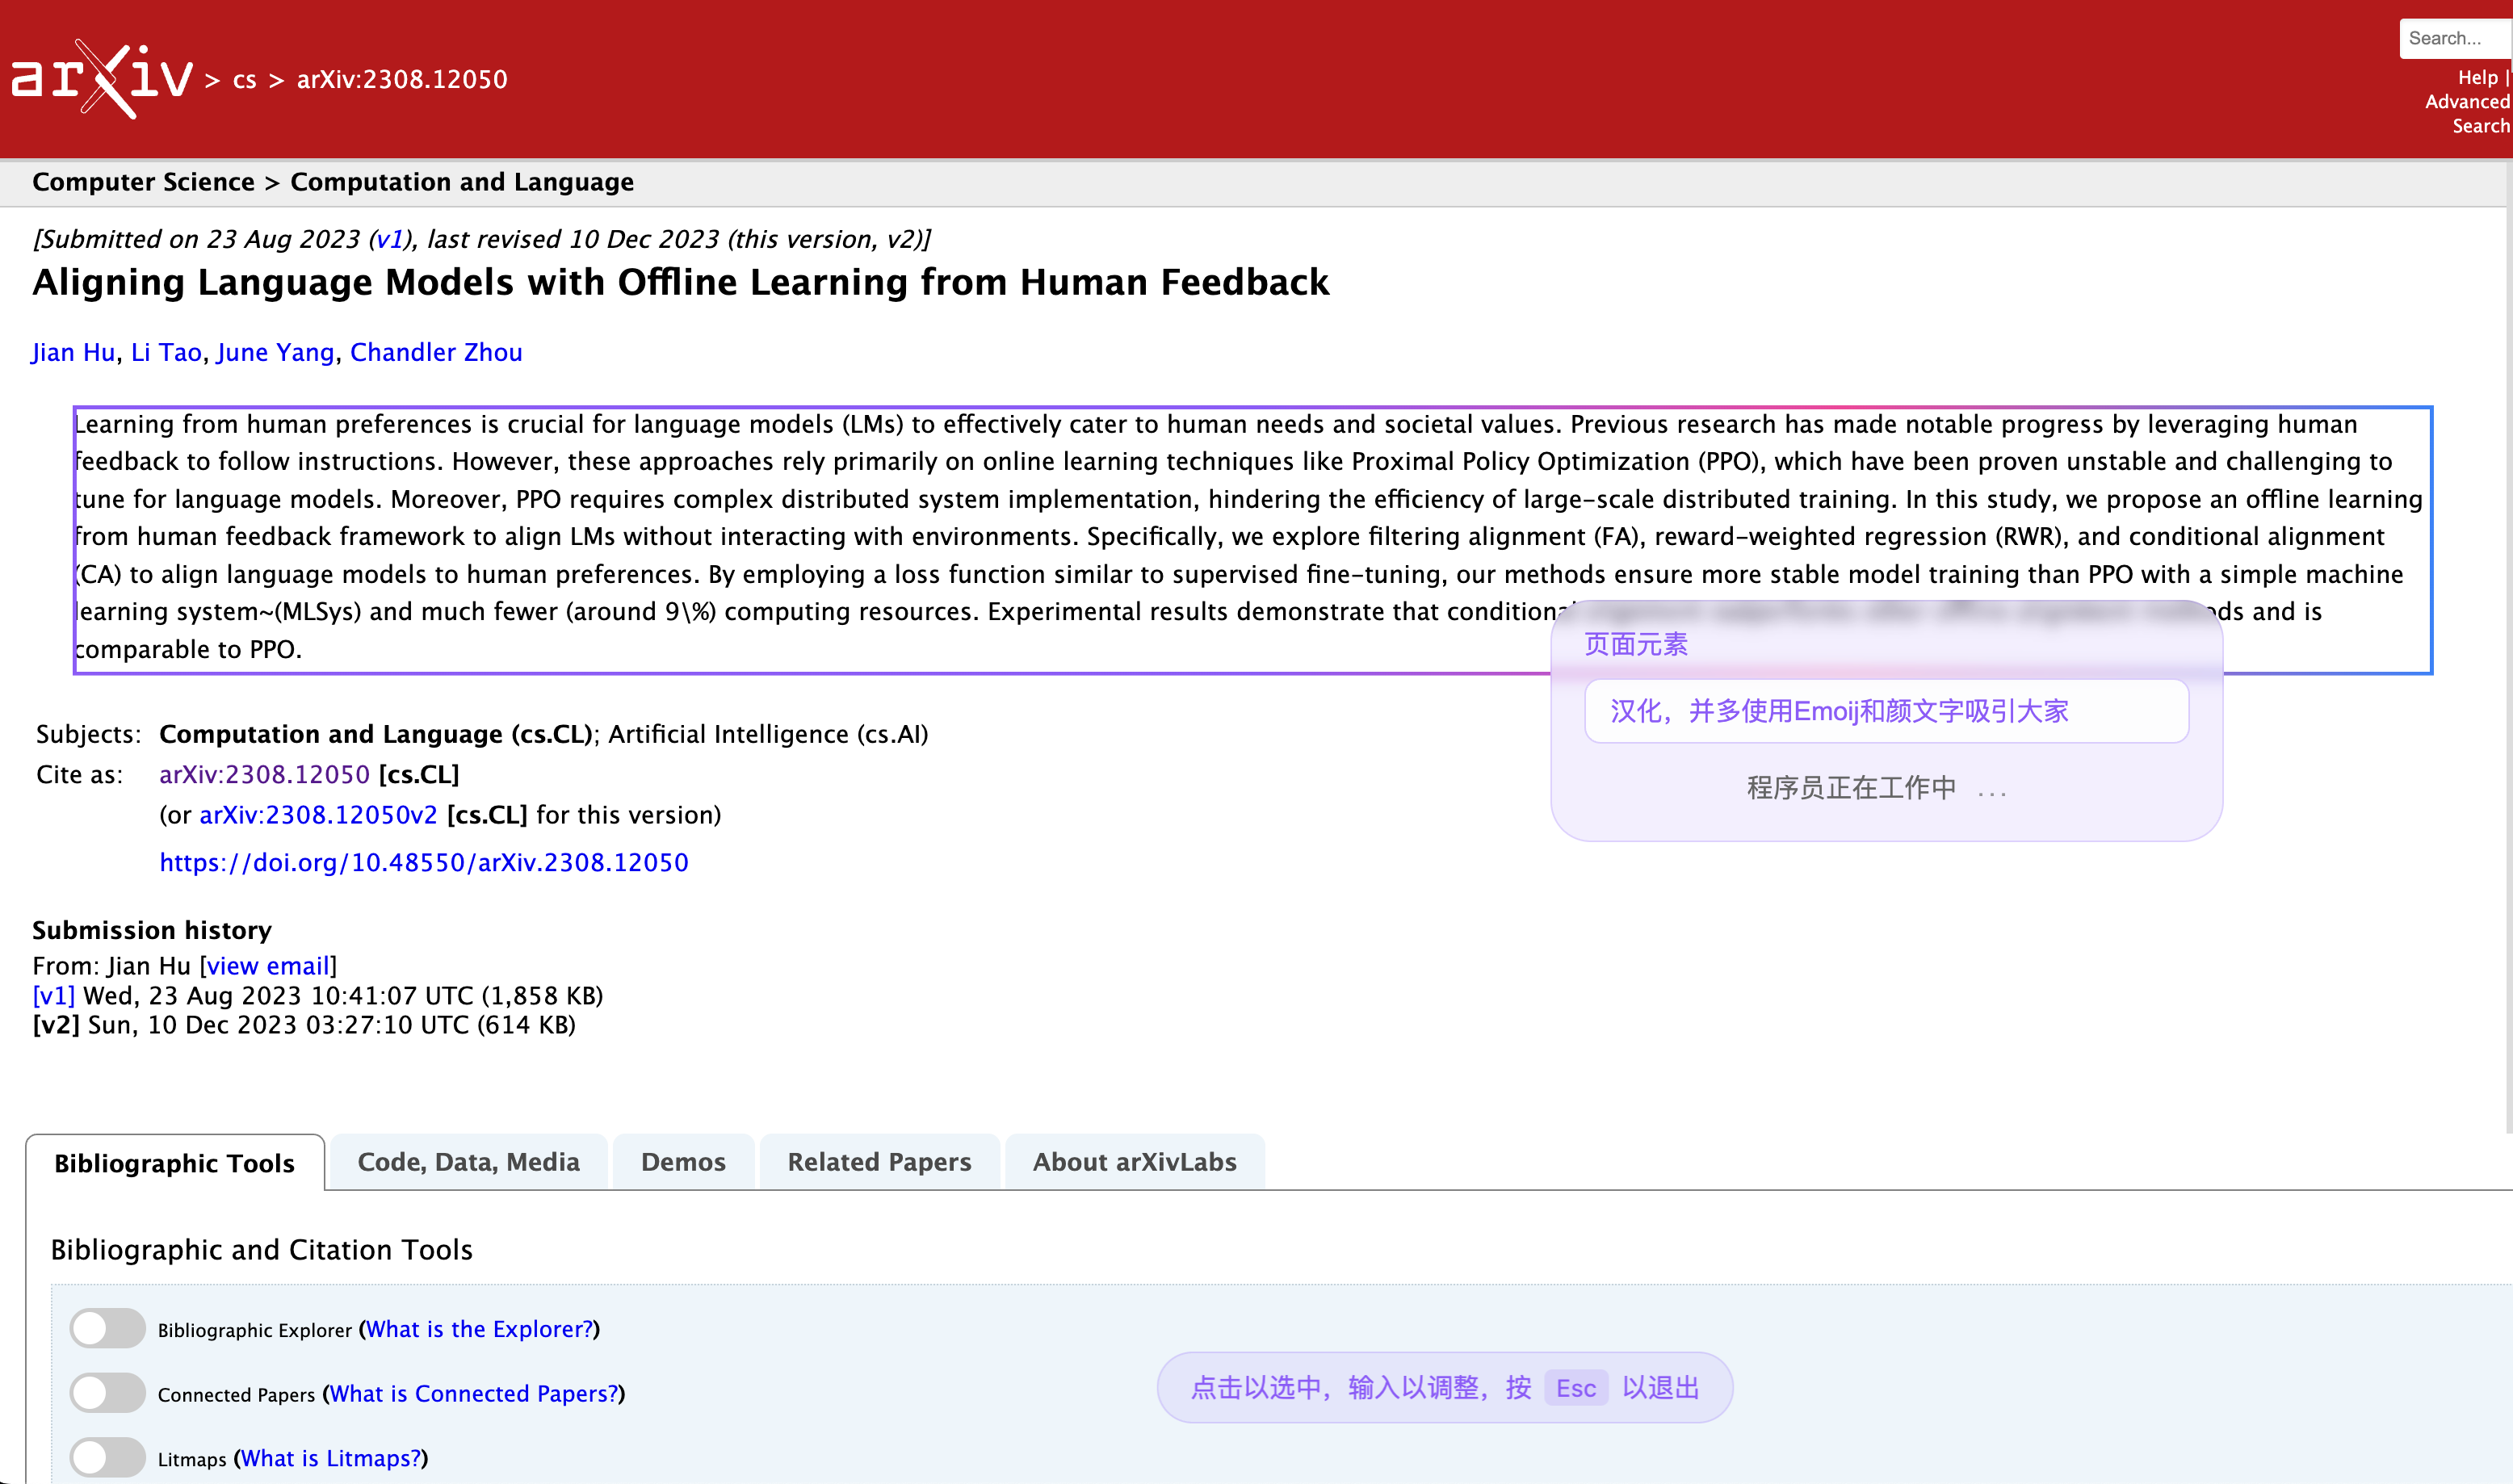 arXiv > cs > arXiv:2308.12050
Search...
Help |
Advanced
Search
Computer Science > Computation and Language
[Submitted on 23 Aug 2023 (v1), last revised 10 Dec 2023 (this version, v2)]
Aligning Language Models with Offline Learning from Human Feedback
Jian Hu, Li Tao, June Yang, Chandler Zhou
Learning from human preferences is crucial for language models (LMs) to effectively cater to human needs and societal values. Previous research has made notable progress by leveraging human
feedback to follow instructions. However, these approaches rely primarily on online learning techniques like Proximal Policy Optimization (PPO), which have been proven unstable and challenging to
tune for language models. Moreover, PPO requires complex distributed system implementation, hindering the efficiency of large-scale distributed training. In this study, we propose an offline learning
from human feedback framework to align LMs without interacting with environments. Specifically, we explore filtering alignment (FA), reward-weighted regression (RWR), and conditional alignment
(CA) to align language models to human preferences. By employing a loss function similar to supervised fine-tuning, our methods ensure more stable model training than PPO with a simple machine
learning system~(MLSys) and much fewer (around 9\%) computing resources. Experimental results demonstrate that and is
comparable to PPO.
页面元素
汉化，并多使用Emoij和颜文字吸引大家
程序员正在工作中 ...
Subjects: Computation and Language (cs.CL); Artificial Intelligence (cs.AI)
Cite as: arXiv:2308.12050 [cs.CL]
(or arXiv:2308.12050v2 [cs.CL] for this version)
https://doi.org/10.48550/arXiv.2308.12050
Submission history
From: Jian Hu [view email]
[v1] Wed, 23 Aug 2023 10:41:07 UTC (1,858 KB)
[v2] Sun, 10 Dec 2023 03:27:10 UTC (614 KB)
Bibliographic Tools Code, Data, Media Demos Related Papers About arXivLabs
Bibliographic and Citation Tools
Bibliographic Explorer (What is the Explorer?)
Connected Papers (What is Connected Papers?)
Litmaps (What is Litmaps?)
点击以选中，输入以调整，按 Esc 以退出